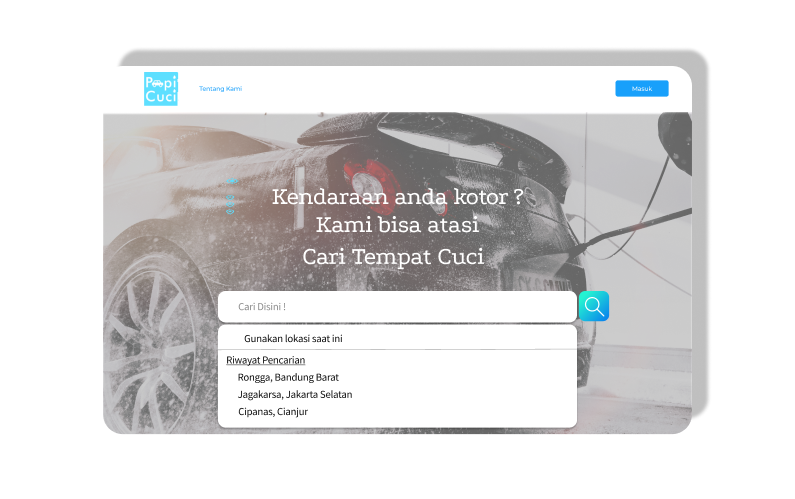 Papi
Cuci
Tentang Kami
Masuk
Kendaraan anda kotor ?
Kami bisa atasi
Cari Tempat Cuci
Cari Disini !
Gunakan lokasi saat ini
Riwayat Pencarian
Rongga, Bandung Barat
Jagakarsa, Jakarta Selatan
Cipanas, Cianjur